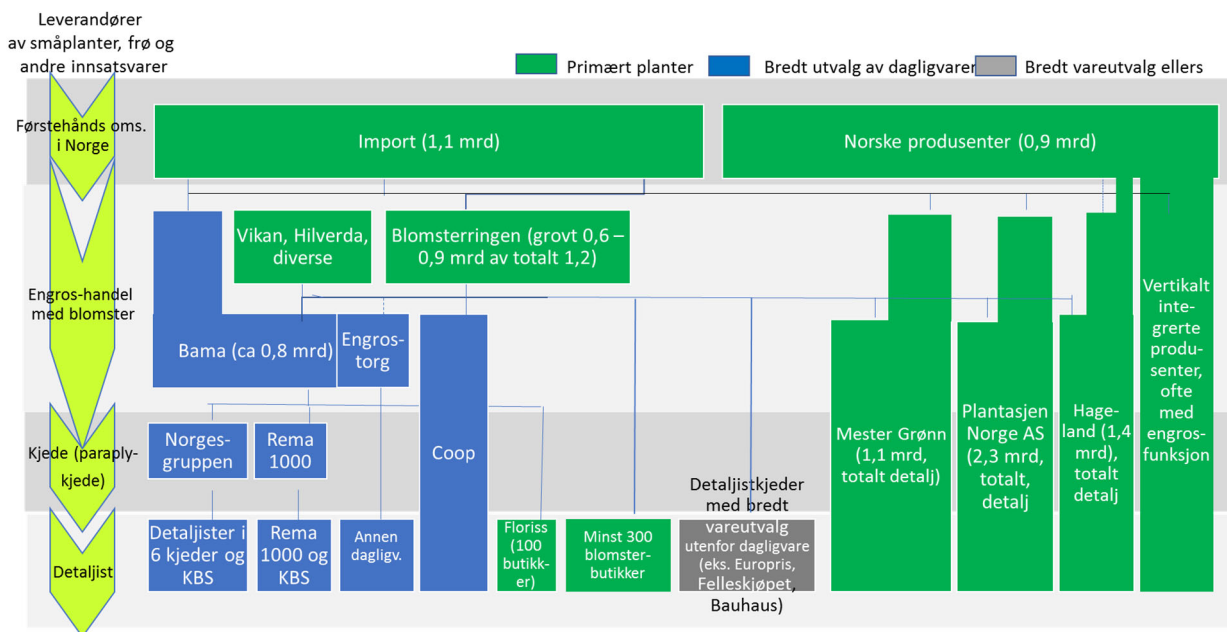 Leverandører
av småplanter, frø og
andre innsatsvarer
Primært planter
Bredt utvalg av dagligvarer
Bredt vareutvalg ellers
Førstehånds oms.
i Norge
Import (1,1 mrd)
Norske produsenter (0,9 mrd)
Engros-handel
med blomster
Vikan, Hilverda,
diverse
Blomsterringen (grovt 0,6 –
0,9 mrd av totalt 1,2)
Bama (ca 0,8 mrd)
Engros-
torg
Vertikalt
inte-
grerte
produ-
senter,
ofte
med
engros-
funksjon
Kjede (paraply-
kjede)
Norges-
gruppen
Rema
1000
Coop
Mester Grønn
(1,1 mrd,
totalt detalj)
Plantasjen
Norge AS
(2,3 mrd,
totalt,
detalj
Hage-
land (1,4
mrd),
totalt
detalj
Detaljist
Detaljister i
6 kjeder og
KBS
Rema
1000 og
KBS
Annen
dagligv.
Floriss
(100
butikk-
er)
Minst 300
blomster-
butikker
Detaljistkjeder
med bredt
vareutvalg
utenfor dagligvare
(eks. Europris,
Felleskjøpet,
Bauhaus)